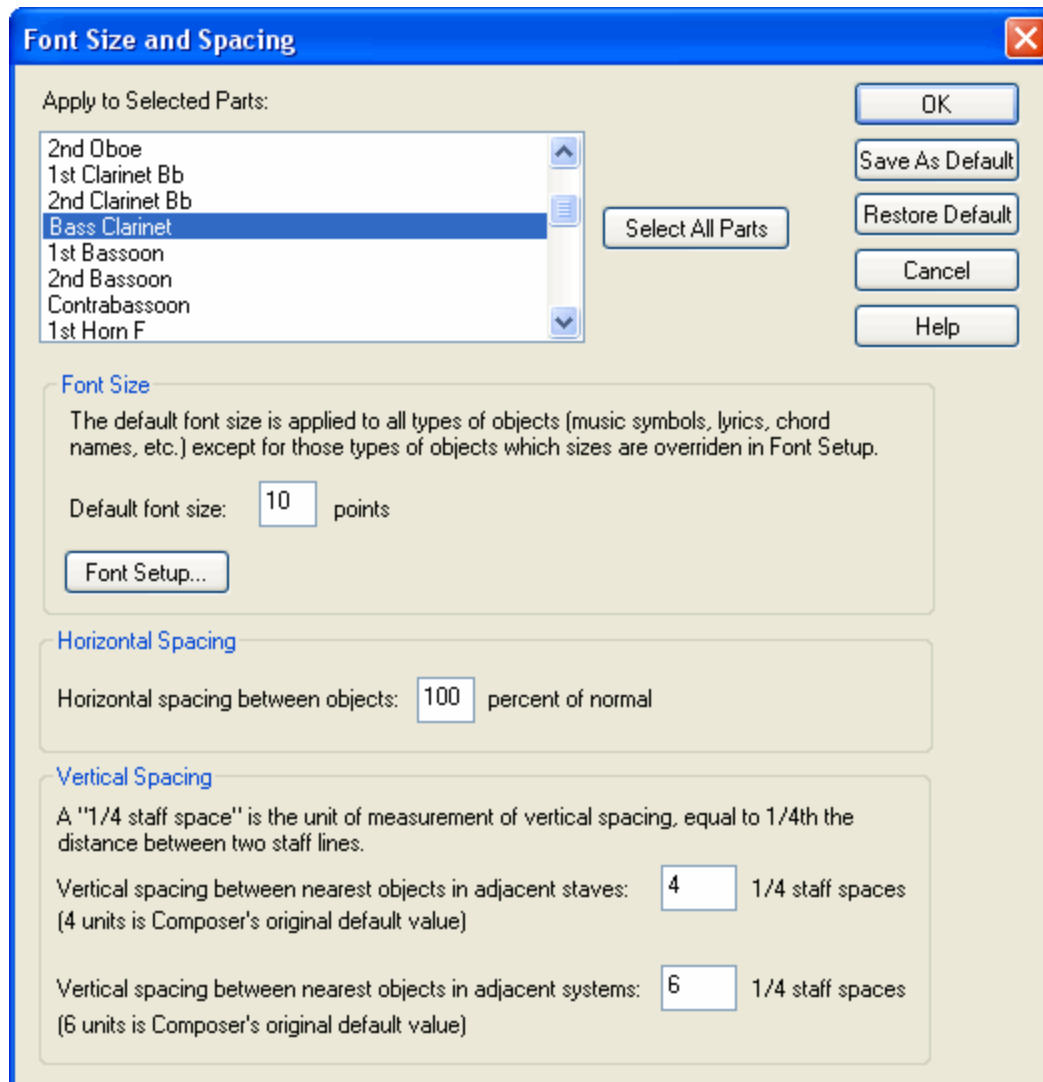 Font Size and Spacing
Apply to Selected Parts:
OK
2nd Oboe
1st Clarinet Bb
2nd Clarinet Bb
Bass Clarinet
1st Bassoon
2nd Bassoon
Contrabassoon
1st Horn F
Select All Parts
Save As Default
Restore Default
Cancel
Help
Font Size
The default font size is applied to all types of objects (music symbols, lyrics, chord
names, etc.) except for those types of objects which sizes are overriden in Font Setup.
Default font size: 10 points
Font Setup...
Horizontal Spacing
Horizontal spacing between objects: 100 percent of normal
Vertical Spacing
A "1/4 staff space" is the unit of measurement of vertical spacing, equal to 1/4th the
distance between two staff lines.
Vertical spacing between nearest objects in adjacent staves: 4 1/4 staff spaces
(4 units is Composer's original default value)
Vertical spacing between nearest objects in adjacent systems: 6 1/4 staff spaces
(6 units is Composer's original default value)